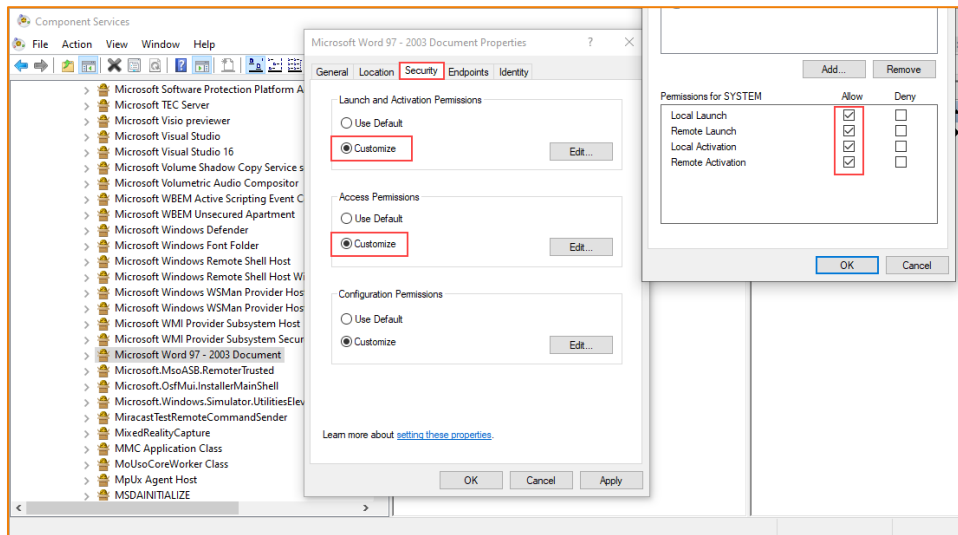 Component Services
File Action View Window Help
Microsoft Software Protection Platform A
Microsoft TEC Server
Microsoft Visio previewer
Microsoft Visual Studio
Microsoft Visual Studio 16
Microsoft Volume Shadow Copy Service s
Microsoft Volumetric Audio Compositor
Microsoft WBEM Active Scripting Event C
Microsoft WBEM Unsecured Apartment
Microsoft Windows Defender
Microsoft Windows Font Folder
Microsoft Windows Remote Shell Host
Microsoft Windows Remote Shell Host Wi
Microsoft Windows WSMan Provider Hos
Microsoft Windows WSMan Provider Hos
Microsoft WMI Provider Subsystem Host
Microsoft WMI Provider Subsystem Secur
Microsoft Word 97 - 2003 Document
Microsoft.MsoASB.RemoterTrusted
Microsoft.OsfMui.InstallerMainShell
Microsoft.Windows.Simulator.UtilitiesElev
MiracastTestRemoteCommandSender
MixedRealityCapture
MMC Application Class
MoUsoCoreWorker Class
MpUx Agent Host
MSDAINITIALIZE
Microsoft Word 97 - 2003 Document Properties
General Location Security Endpoints Identity
Launch and Activation Permissions
Use Default
Customize
Edit...
Access Permissions
Use Default
Customize
Edit...
Configuration Permissions
Use Default
Customize
Edit...
Learn more about setting these properties.
OK Cancel Apply
Add... Remove
Permissions for SYSTEM Allow Deny
Local Launch
Remote Launch
Local Activation
Remote Activation
OK Cancel